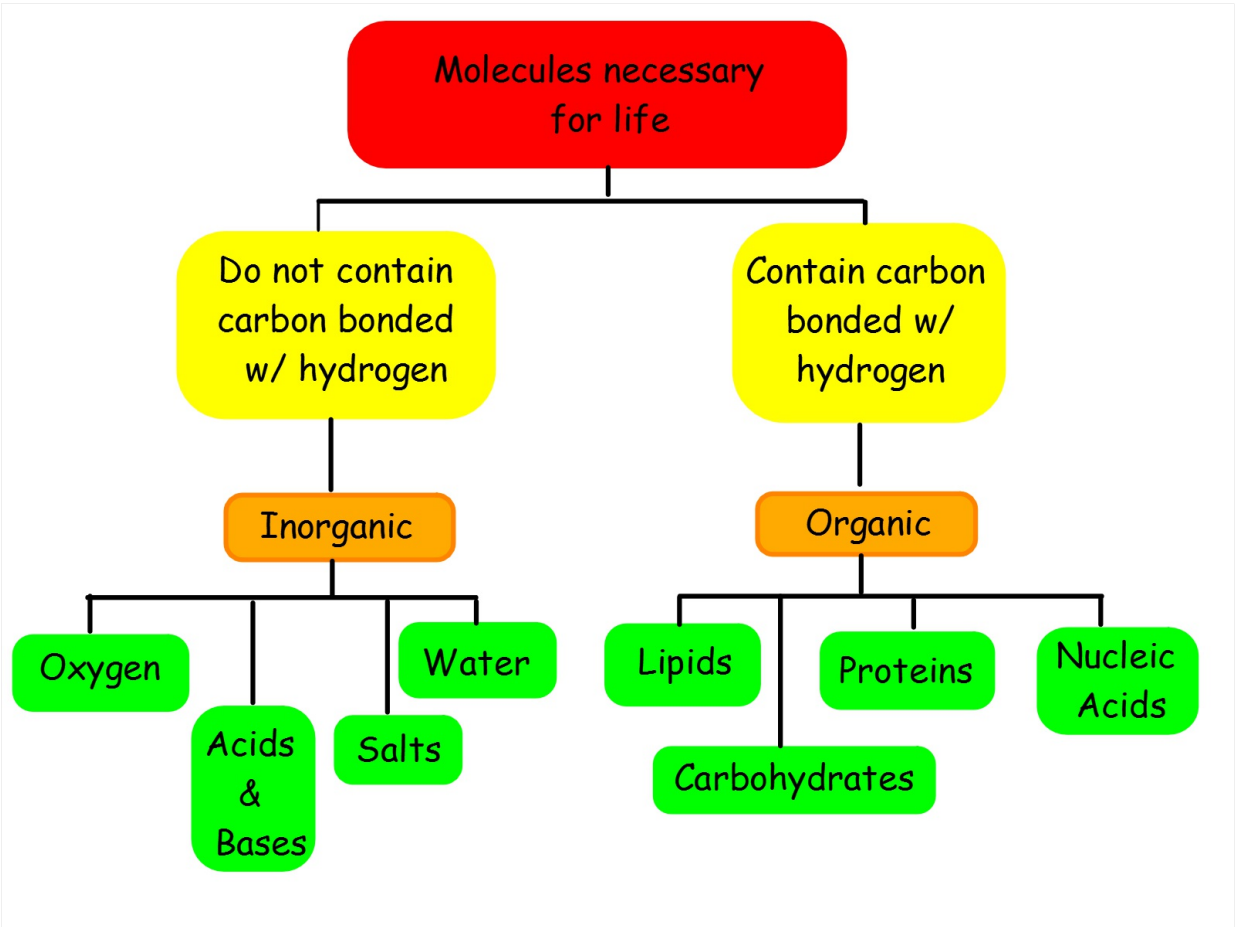 Molecules necessary
for life
Do not contain
carbon bonded
w/ hydrogen
Contain carbon
bonded w/
hydrogen
Inorganic
Organic
Oxygen
Acids
&
Bases
Salts
Water
Lipids
Carbohydrates
Proteins
Nucleic
Acids